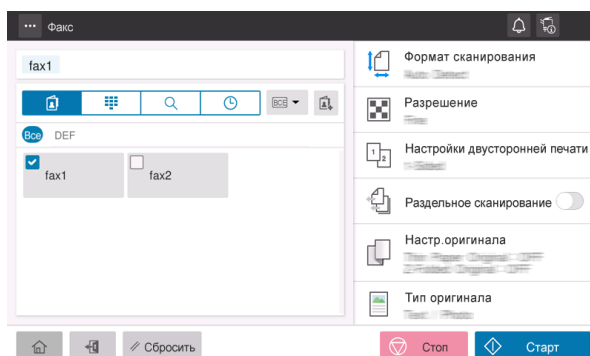 Факс
fax1
ВСЕ
Все DEF
fax1 fax2
Формат сканирования
Разрешение
Настройки двусторонней печати
Раздельное сканирование
Настр.оригинала
Тип оригинала
Сбросить
Стоп
Старт